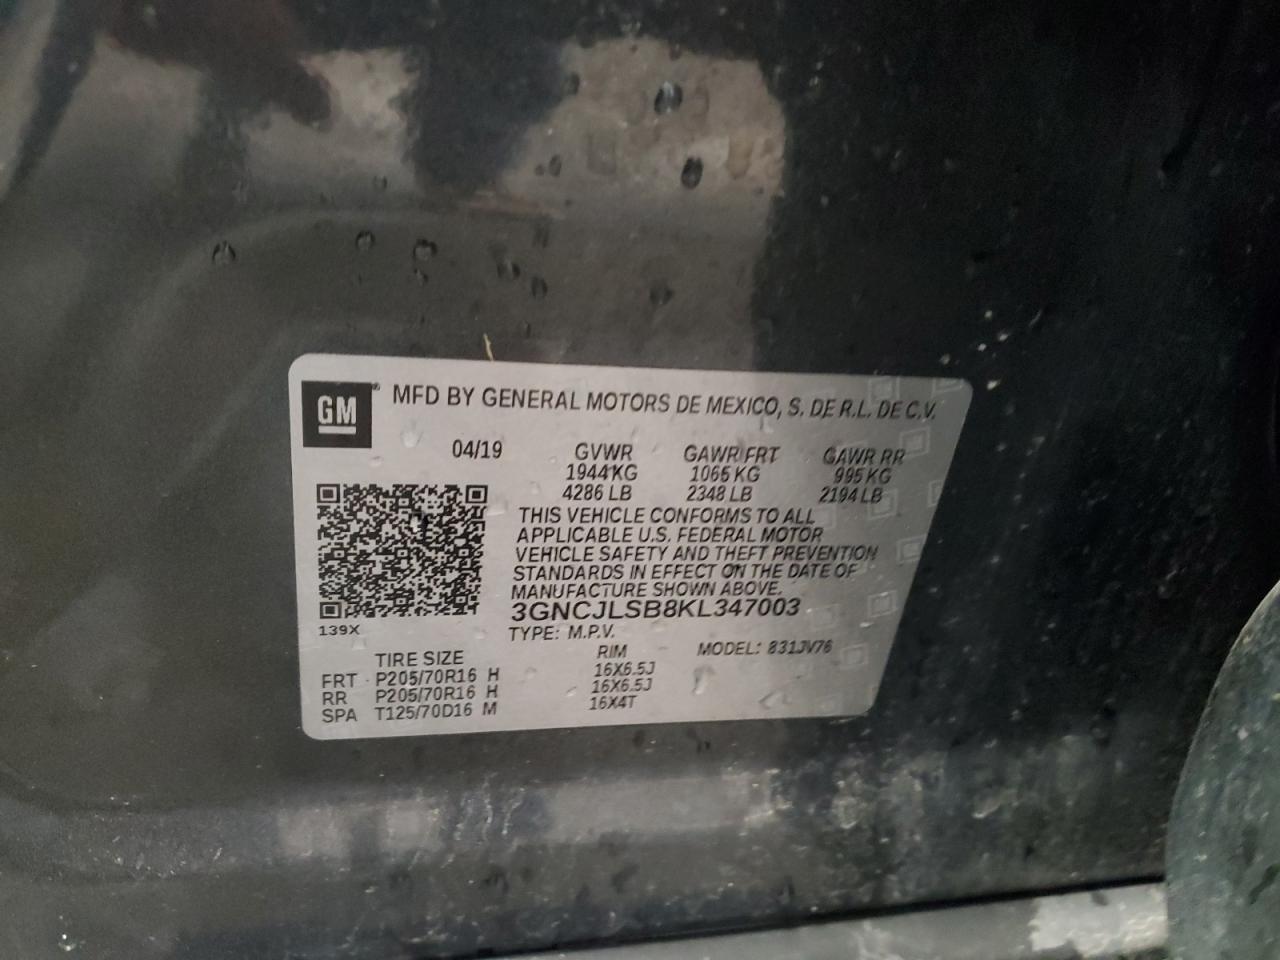 GM
MFD BY GENERAL MOTORS DE MEXICO, S. DE R.L. DE C.V.
04/19 GVWR GAWR FRT GAWR RR
1944KG 1065 KG 995 KG
4286 LB 2348 LB 2194 LB
THIS VEHICLE CONFORMS TO ALL
APPLICABLE U.S. FEDERAL MOTOR
VEHICLE SAFETY AND THEFT PREVENTION
STANDARDS IN EFFECT ON THE DATE OF
MANUFACTURE SHOWN ABOVE.
3GNCJLSB8KL347003
139X
TYPE: M.P.V. MODEL: 831JV76
TIRE SIZE RIM
FRT P205/70R16 H 16X6.5J
RR P205/70R16 H 16X6.5J
SPA T125/70D16 M 16X4T